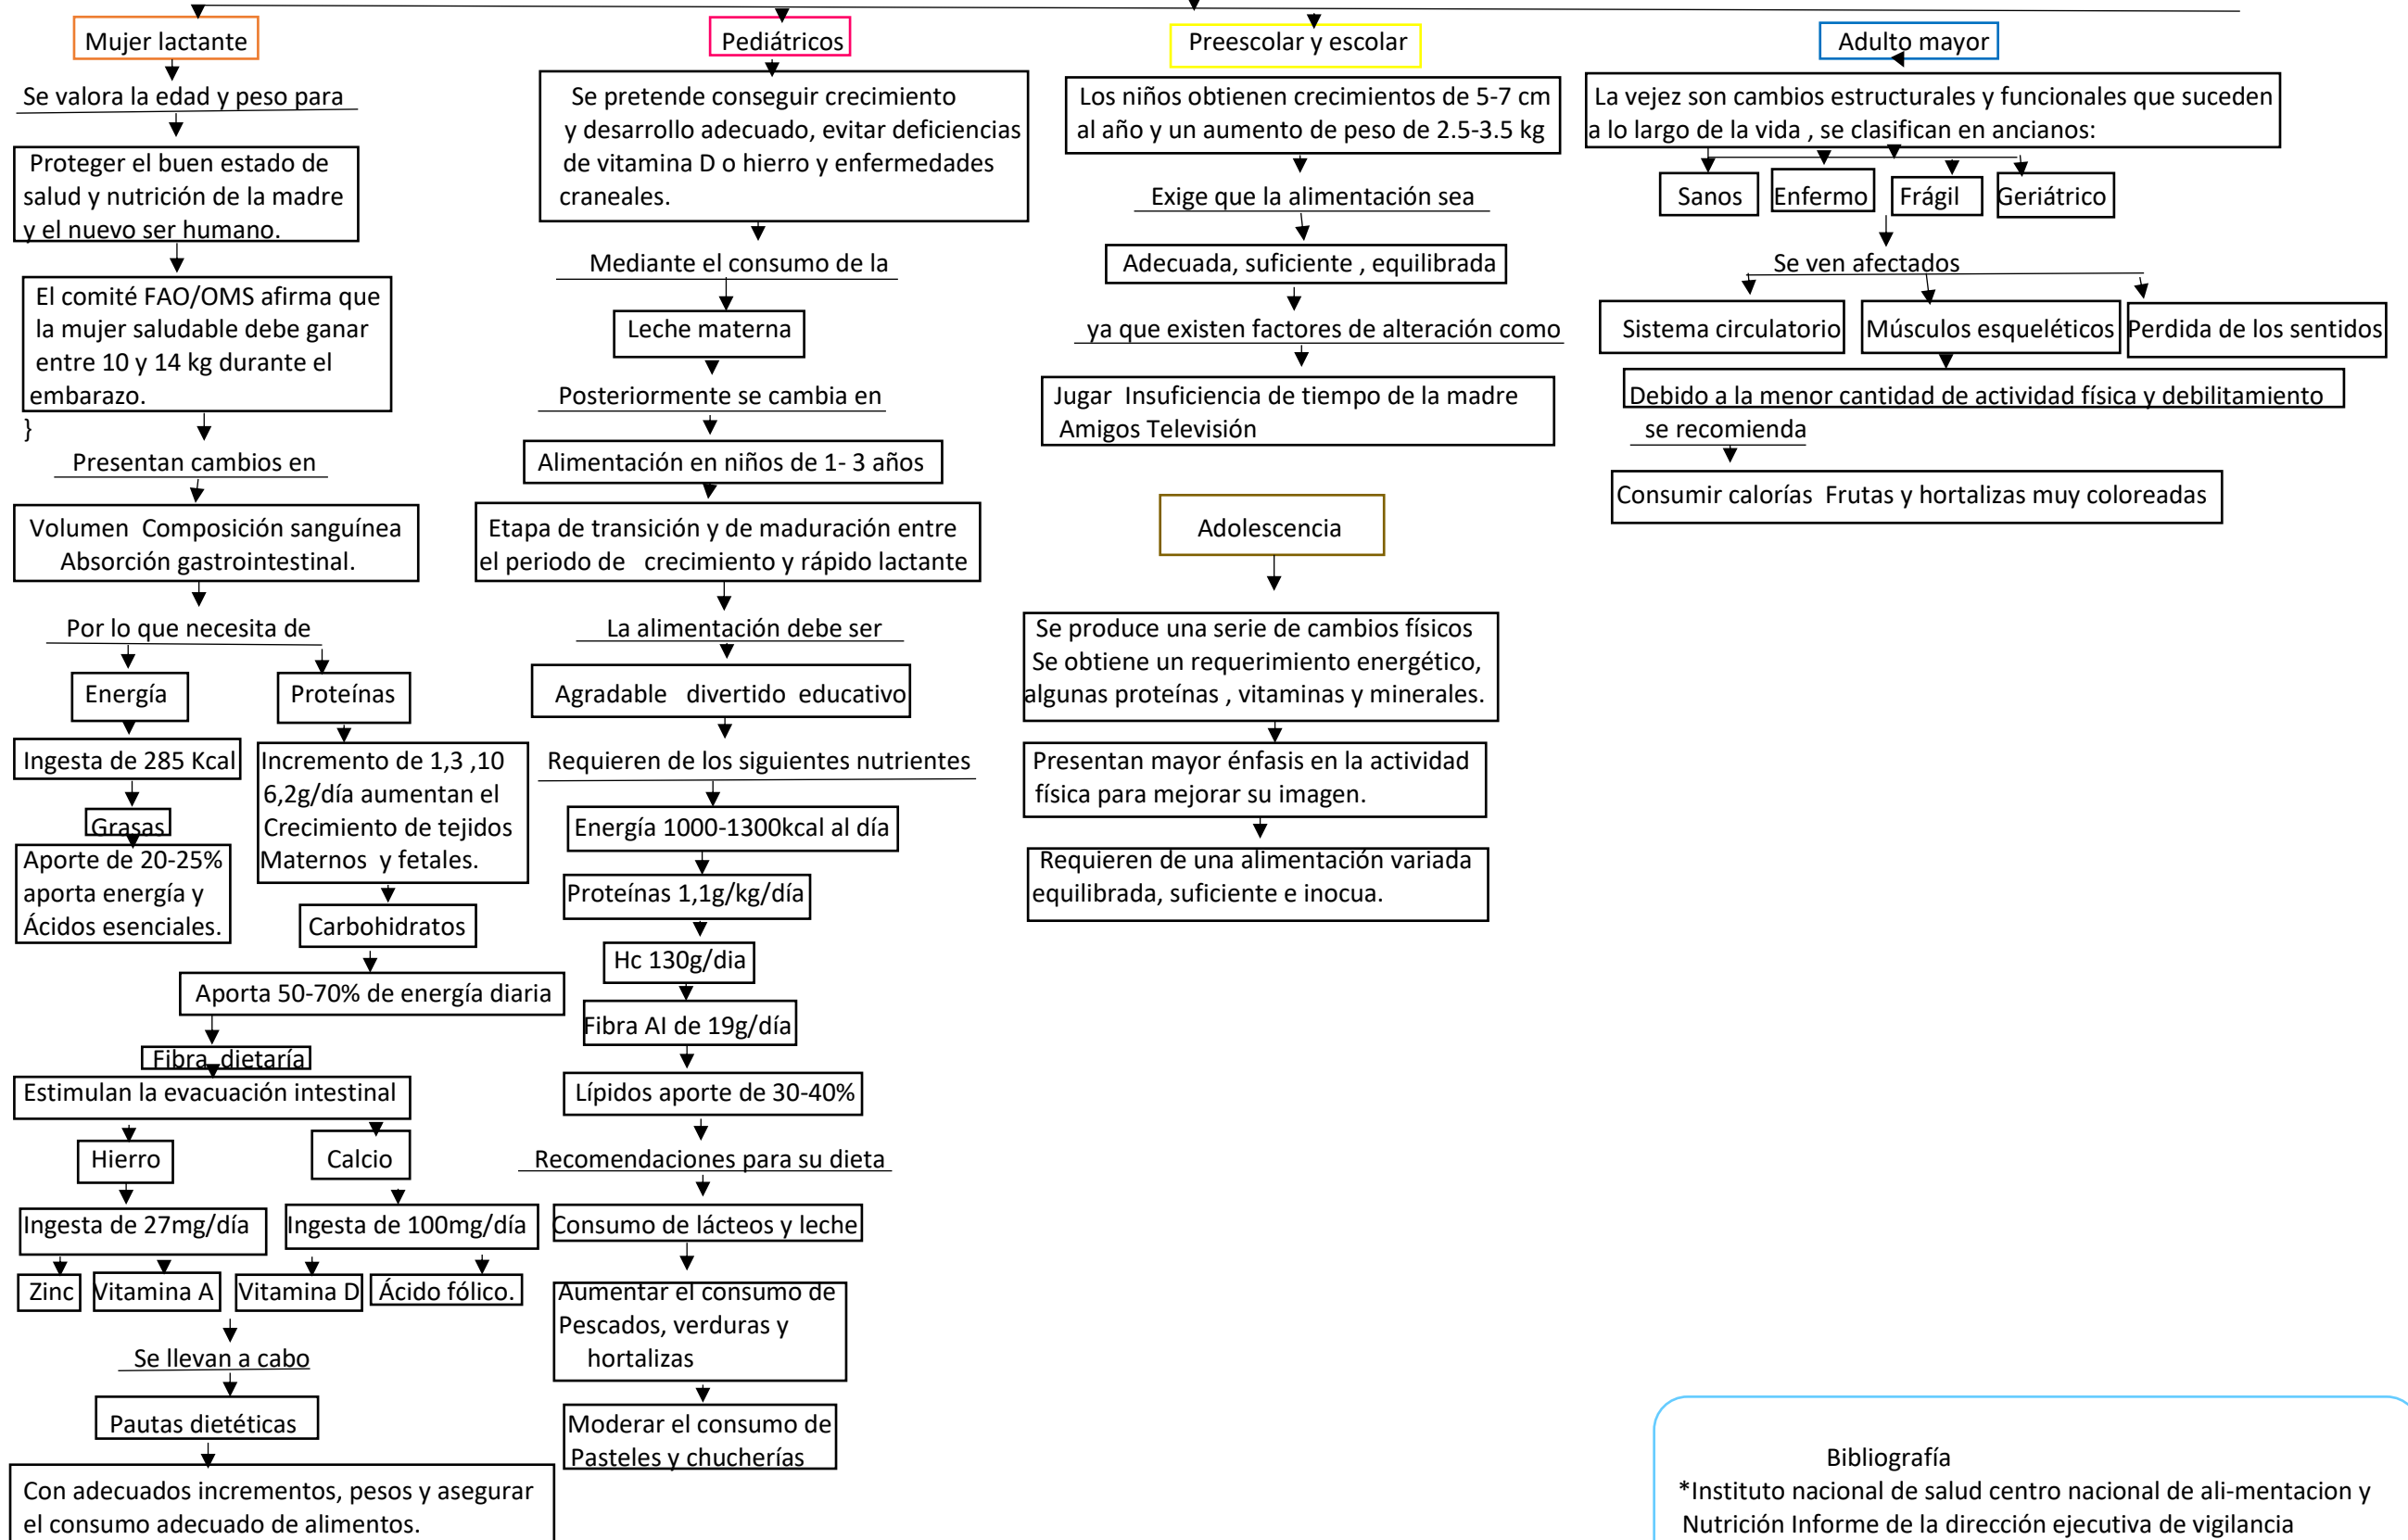 Mujer lactante
Se valora la edad y peso para
Proteger el buen estado de
salud y nutrición de la madre
y el nuevo ser humano.
El comité FAO/OMS afirma que
la mujer saludable debe ganar
entre 10 y 14 kg durante el
embarazo.
}
Presentan cambios en
Volumen Composición sanguínea
Absorción gastrointestinal.
Por lo que necesita de
Energía
Proteínas
Ingesta de 285 Kcal
Grasas
Aporte de 20-25%
aporta energía y
Ácidos esenciales.
Incremento de 1,3 ,10
6,2g/día aumentan el
Crecimiento de tejidos
Maternos y fetales.
Carbohidratos
Aporta 50-70% de energía diaria
Fibra dietaría
Estimulan la evacuación intestinal
Hierro
Calcio
Ingesta de 27mg/día
Ingesta de 100mg/día
Zinc
Vitamina A
Vitamina D
Ácido fólico.
Se llevan a cabo
Pautas dietéticas
Con adecuados incrementos, pesos y asegurar
el consumo adecuado de alimentos.
Pediátricos
Se pretende conseguir crecimiento
y desarrollo adecuado, evitar deficiencias
de vitamina D o hierro y enfermedades
craneales.
Mediante el consumo de la
Leche materna
Posteriormente se cambia en
Alimentación en niños de 1- 3 años
Etapa de transición y de maduración entre
el periodo de crecimiento y rápido lactante
La alimentación debe ser
Agradable divertido educativo
Requieren de los siguientes nutrientes
Energía 1000-1300kcal al día
Proteínas 1,1g/kg/día
Hc 130g/dia
Fibra AI de 19g/día
Lípidos aporte de 30-40%
Recomendaciones para su dieta
Consumo de lácteos y leche
Aumentar el consumo de
Pescados, verduras y
hortalizas
Moderar el consumo de
Pasteles y chucherías
Preescolar y escolar
Los niños obtienen crecimientos de 5-7 cm
al año y un aumento de peso de 2.5-3.5 kg
Exige que la alimentación sea
Adecuada, suficiente , equilibrada
ya que existen factores de alteración como
Jugar Insuficiencia de tiempo de la madre
Amigos Televisión
Adolescencia
Se produce una serie de cambios físicos
Se obtiene un requerimiento energético,
algunas proteínas , vitaminas y minerales.
Presentan mayor énfasis en la actividad
física para mejorar su imagen.
Requieren de una alimentación variada
equilibrada, suficiente e inocua.
Adulto mayor
La vejez son cambios estructurales y funcionales que suceden
a lo largo de la vida , se clasifican en ancianos:
Sanos
Enfermo
Frágil
Geriátrico
Se ven afectados
Sistema circulatorio
Músculos esqueléticos
Perdida de los sentidos
Debido a la menor cantidad de actividad física y debilitamiento
se recomienda
Consumir calorías Frutas y hortalizas muy coloreadas
Bibliografía
*Instituto nacional de salud centro nacional de ali-mentacion y
Nutrición Informe de la dirección ejecutiva de vigilancia